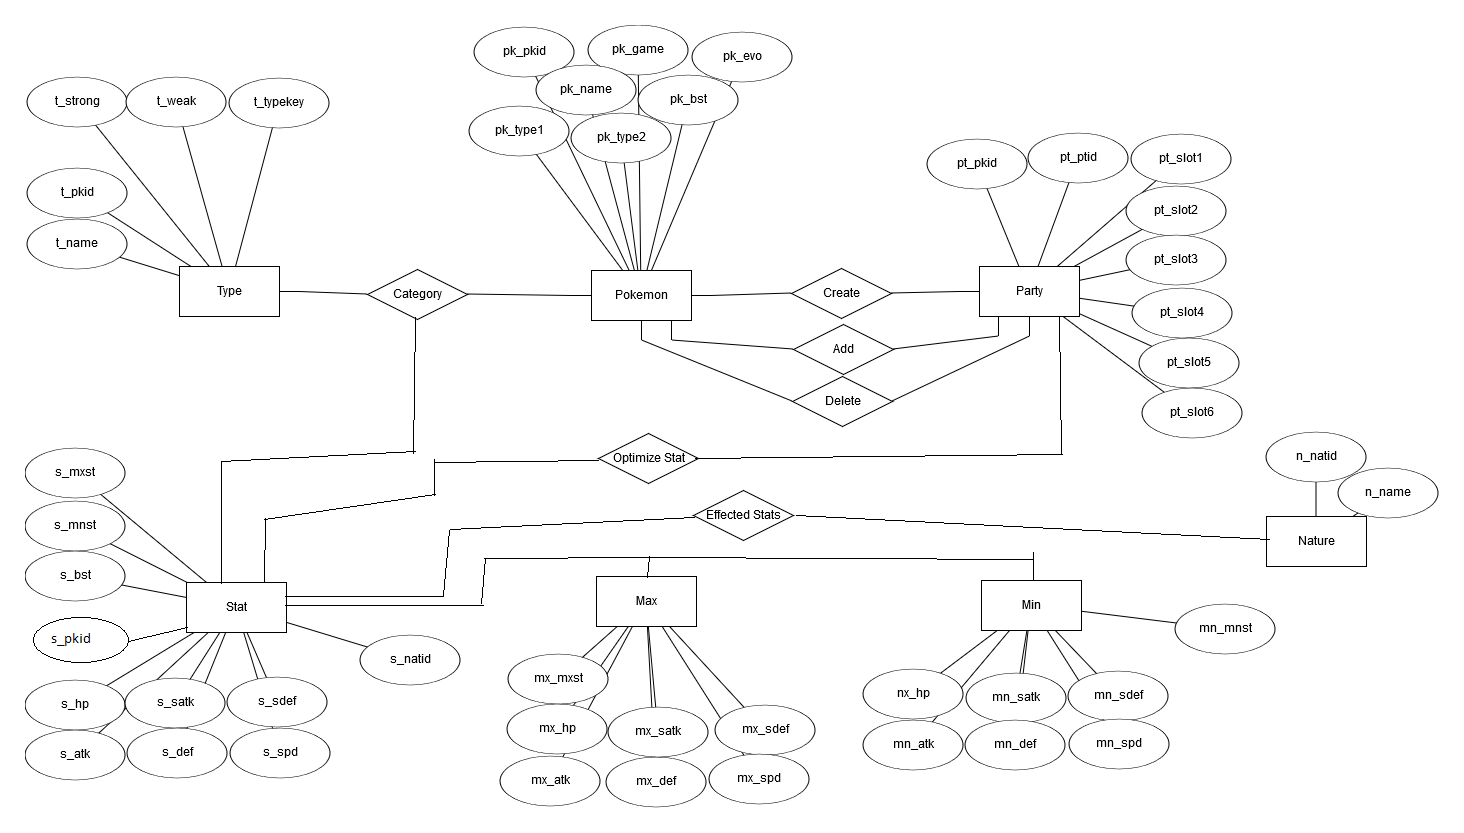 pk_pkid
pk_game
pk_evo
pk_name
pk_bst
pk_type1
pk_type2
t_strong
t_weak
t_typekey
t_pkid
t_name
Type
Category
Pokemon
Create
Add
Delete
Party
pt_pkid
pt_ptid
pt_slot1
pt_slot2
pt_slot3
pt_slot4
pt_slot5
pt_slot6
Optimize Stat
Effected Stats
n_natid
n_name
Nature
s_mxst
s_mnst
s_bst
s_pkid
Stat
s_natid
s_hp
s_satk
s_sdef
s_atk
s_def
s_spd
Max
mx_mxst
mx_hp
mx_satk
mx_sdef
mx_atk
mx_def
mx_spd
Min
mn_mnst
nx_hp
mn_satk
mn_sdef
mn_atk
mn_def
mn_spd